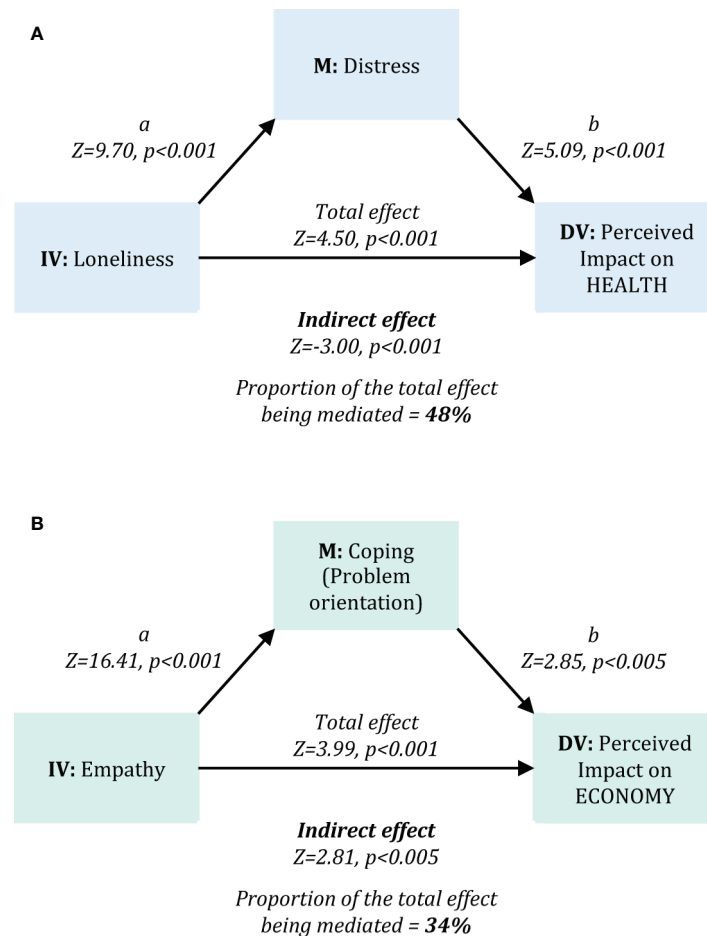 A
M: Distress
a
Z=9.70, p<0.001
b
Z=5.09, p<0.001
IV: Loneliness
Total effect
Z=4.50, p<0.001
DV: Perceived
Impact on
HEALTH
Indirect effect
Z=-3.00, p<0.001
Proportion of the total effect
being mediated = 48%
B
M: Coping
(Problem
orientation)
a
Z=16.41, p<0.001
b
Z=2.85, p<0.005
IV: Empathy
Total effect
Z=3.99, p<0.001
DV: Perceived
Impact on
ECONOMY
Indirect effect
Z=2.81, p<0.005
Proportion of the total effect
being mediated = 34%